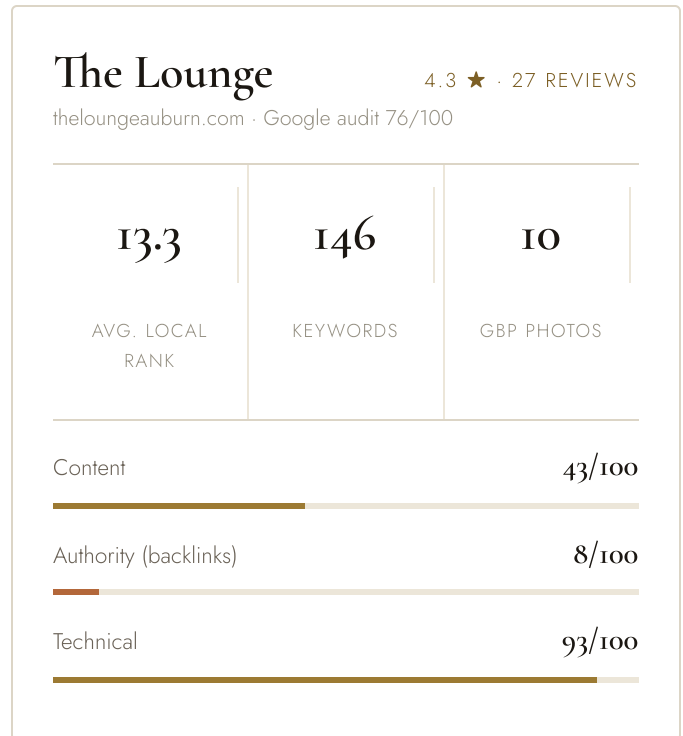 The Lounge
4.3 ★ · 27 REVIEWS
theloungeauburn.com · Google audit 76/100
13.3
146
10
AVG. LOCAL
RANK
KEYWORDS
GBP PHOTOS
Content
43/100
Authority (backlinks)
8/100
Technical
93/100